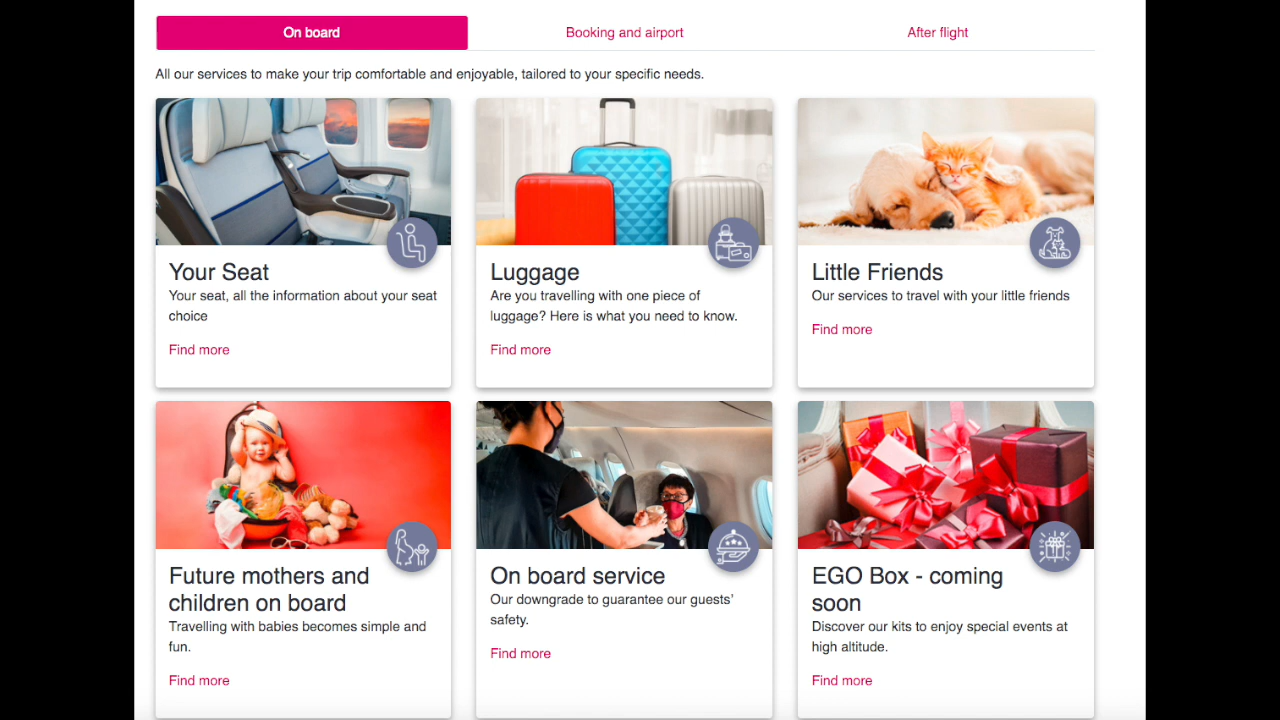 On board
Booking and airport
After flight
All our services to make your trip comfortable and enjoyable, tailored to your specific needs.
Your Seat
Your seat, all the information about your seat
choice
Find more
Luggage
Are you travelling with one piece of
luggage? Here is what you need to know.
Find more
Little Friends
Our services to travel with your little friends
Find more
Future mothers and
children on board
Travelling with babies becomes simple and
fun.
Find more
On board service
Our downgrade to guarantee our guests'
safety.
Find more
EGO Box - coming
soon
Discover our kits to enjoy special events at
high altitude.
Find more